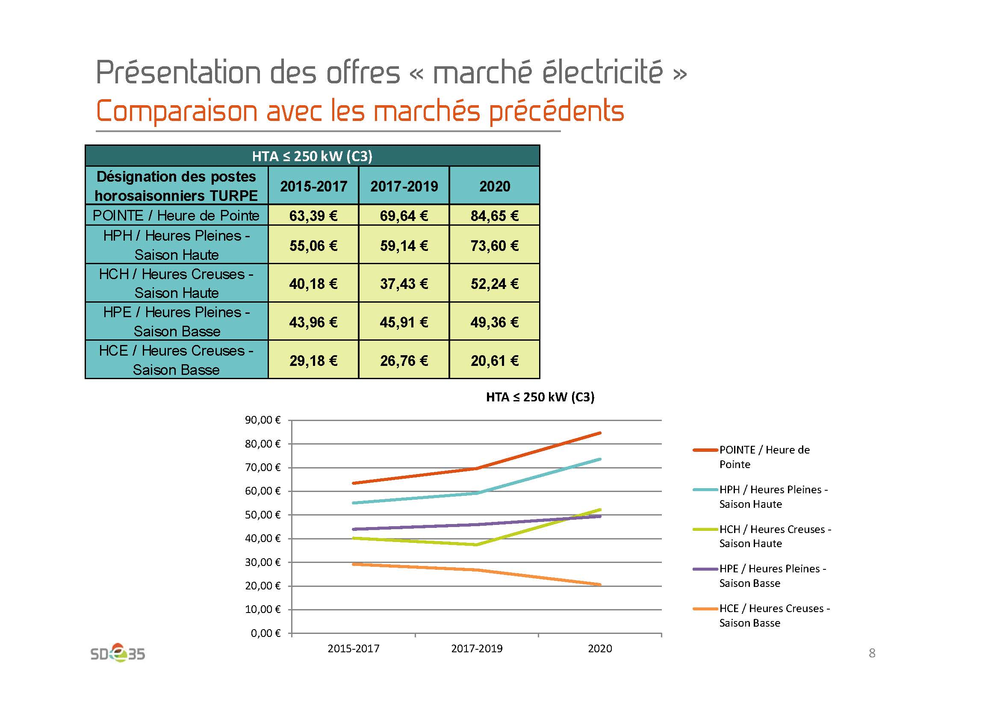 Présentation des offres « marché électricité »
Comparaison avec les marchés précédents
HTA ≤ 250 kW (C3)
Désignation des postes
horosaisonniers TURPE
2015-2017
2017-2019
2020
POINTE / Heure de Pointe
63,39 €
69,64 €
84,65 €
HPH / Heures Pleines -
Saison Haute
55,06 €
59,14 €
73,60 €
HCH / Heures Creuses -
Saison Haute
40,18 €
37,43 €
52,24 €
HPE / Heures Pleines -
Saison Basse
43,96 €
45,91 €
49,36 €
HCE / Heures Creuses -
Saison Basse
29,18 €
26,76 €
20,61 €
HTA ≤ 250 kW (C3)
90,00 €
80,00 €
70,00 €
60,00 €
50,00 €
40,00 €
30,00 €
20,00 €
10,00 €
0,00 €
2015-2017
2017-2019
2020
POINTE / Heure de
Pointe
HPH / Heures Pleines -
Saison Haute
HCH / Heures Creuses -
Saison Haute
HPE / Heures Pleines -
Saison Basse
HCE / Heures Creuses -
Saison Basse
SDe35
8